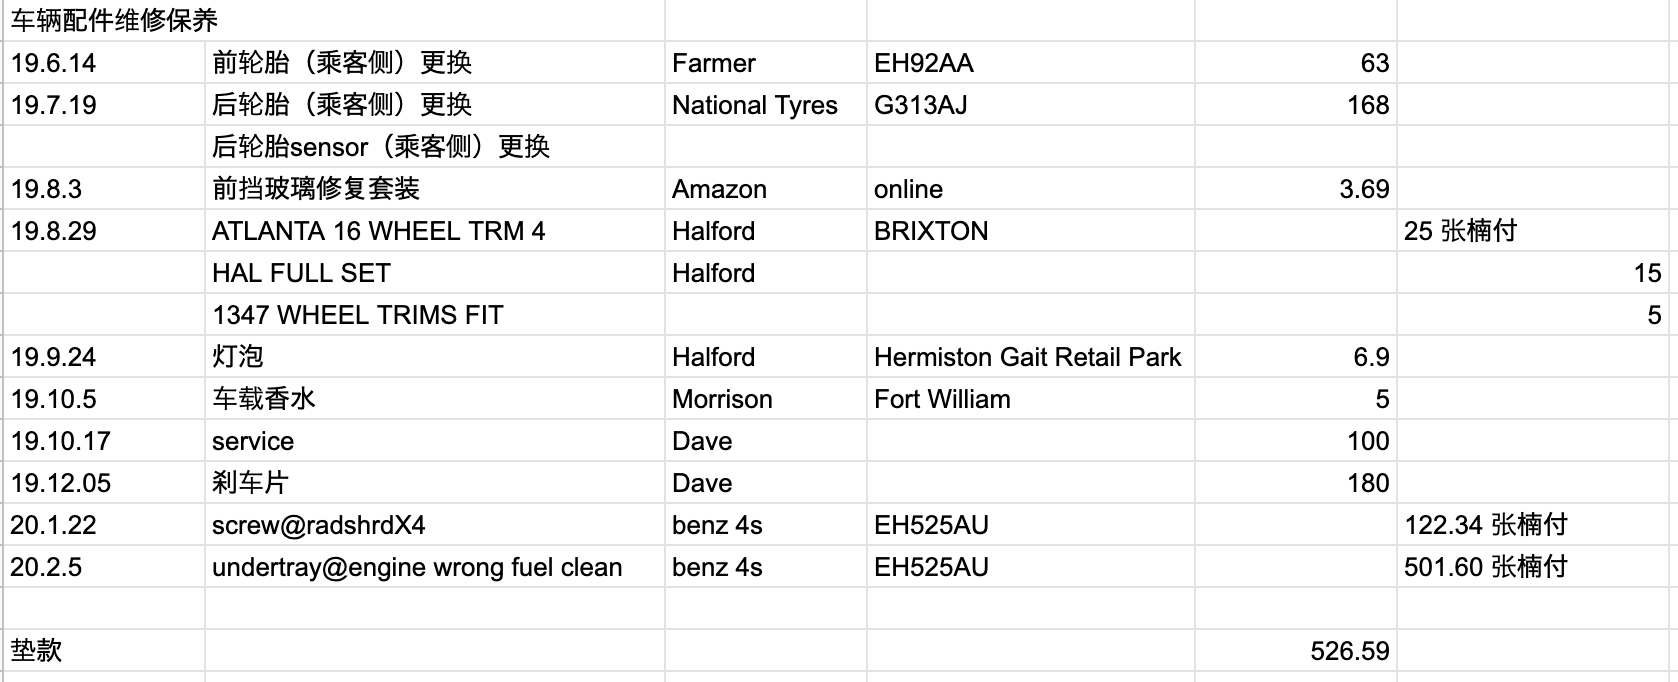 车辆配件维修保养
19.6.14 前轮胎（乘客侧）更换 Farmer EH92AA 63
19.7.19 后轮胎（乘客侧）更换 National Tyres G313AJ 168
后轮胎sensor（乘客侧）更换
19.8.3 前挡玻璃修复套装 Amazon online 3.69
19.8.29 ATLANTA 16 WHEEL TRM 4 Halford BRIXTON 25 张楠付
HAL FULL SET Halford 15
1347 WHEEL TRIMS FIT 5
19.9.24 灯泡 Halford Hermiston Gait Retail Park 6.9
19.10.5 车载香水 Morrison Fort William 5
19.10.17 service Dave 100
19.12.05 刹车片 Dave 180
20.1.22 screw@radshrdX4 benz 4s EH525AU 122.34 张楠付
20.2.5 undertray@engine wrong fuel clean benz 4s EH525AU 501.60 张楠付
垫款 526.59